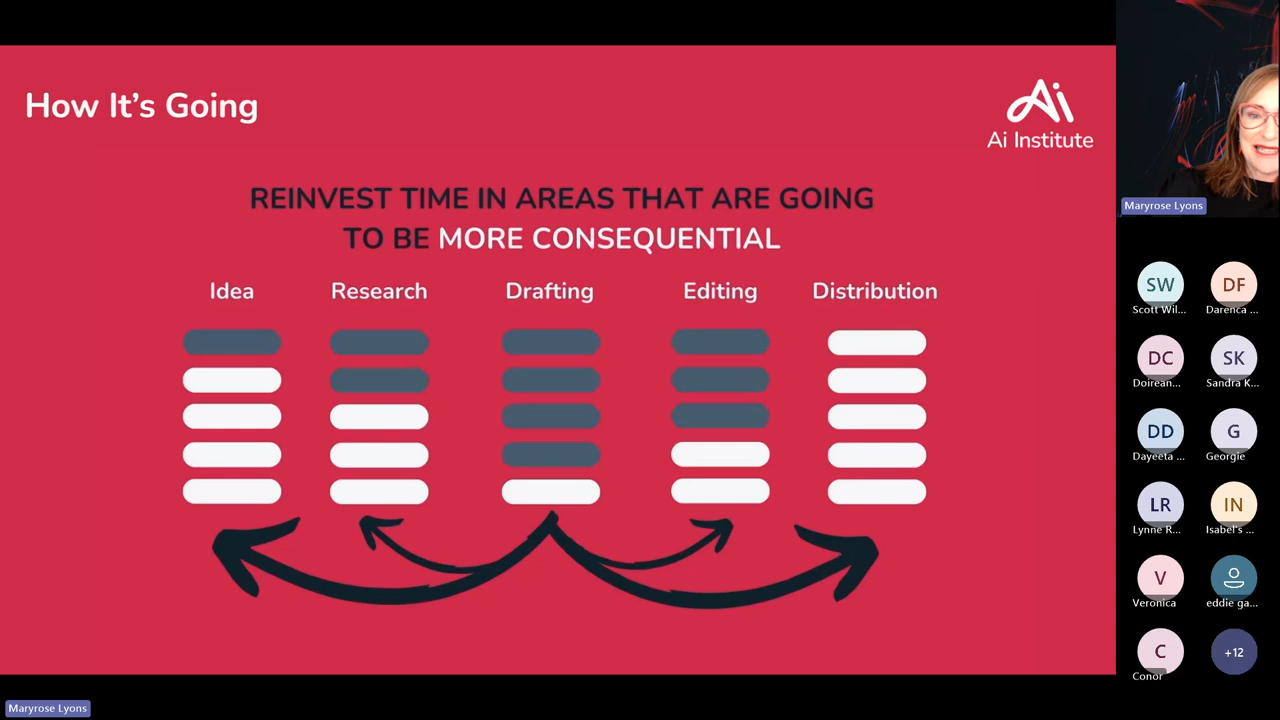 How It's Going
Ai
Ai Institute
REINVEST TIME IN AREAS THAT ARE GOING
TO BE MORE CONSEQUENTIAL
Idea Research Drafting Editing Distribution
Maryrose Lyons
SW DF
Scott Wil... Darenca ...
DC SK
Doirean... Sandra K...
DD G
Dayeeta ... Georgie
LR IN
Lynne R... Isabel's ...
V
Veronica eddie ga...
C +12
Conor
Maryrose Lyons